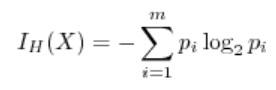 I_H(X) = -\sum_{i=1}^{m} p_i \log_2 p_i